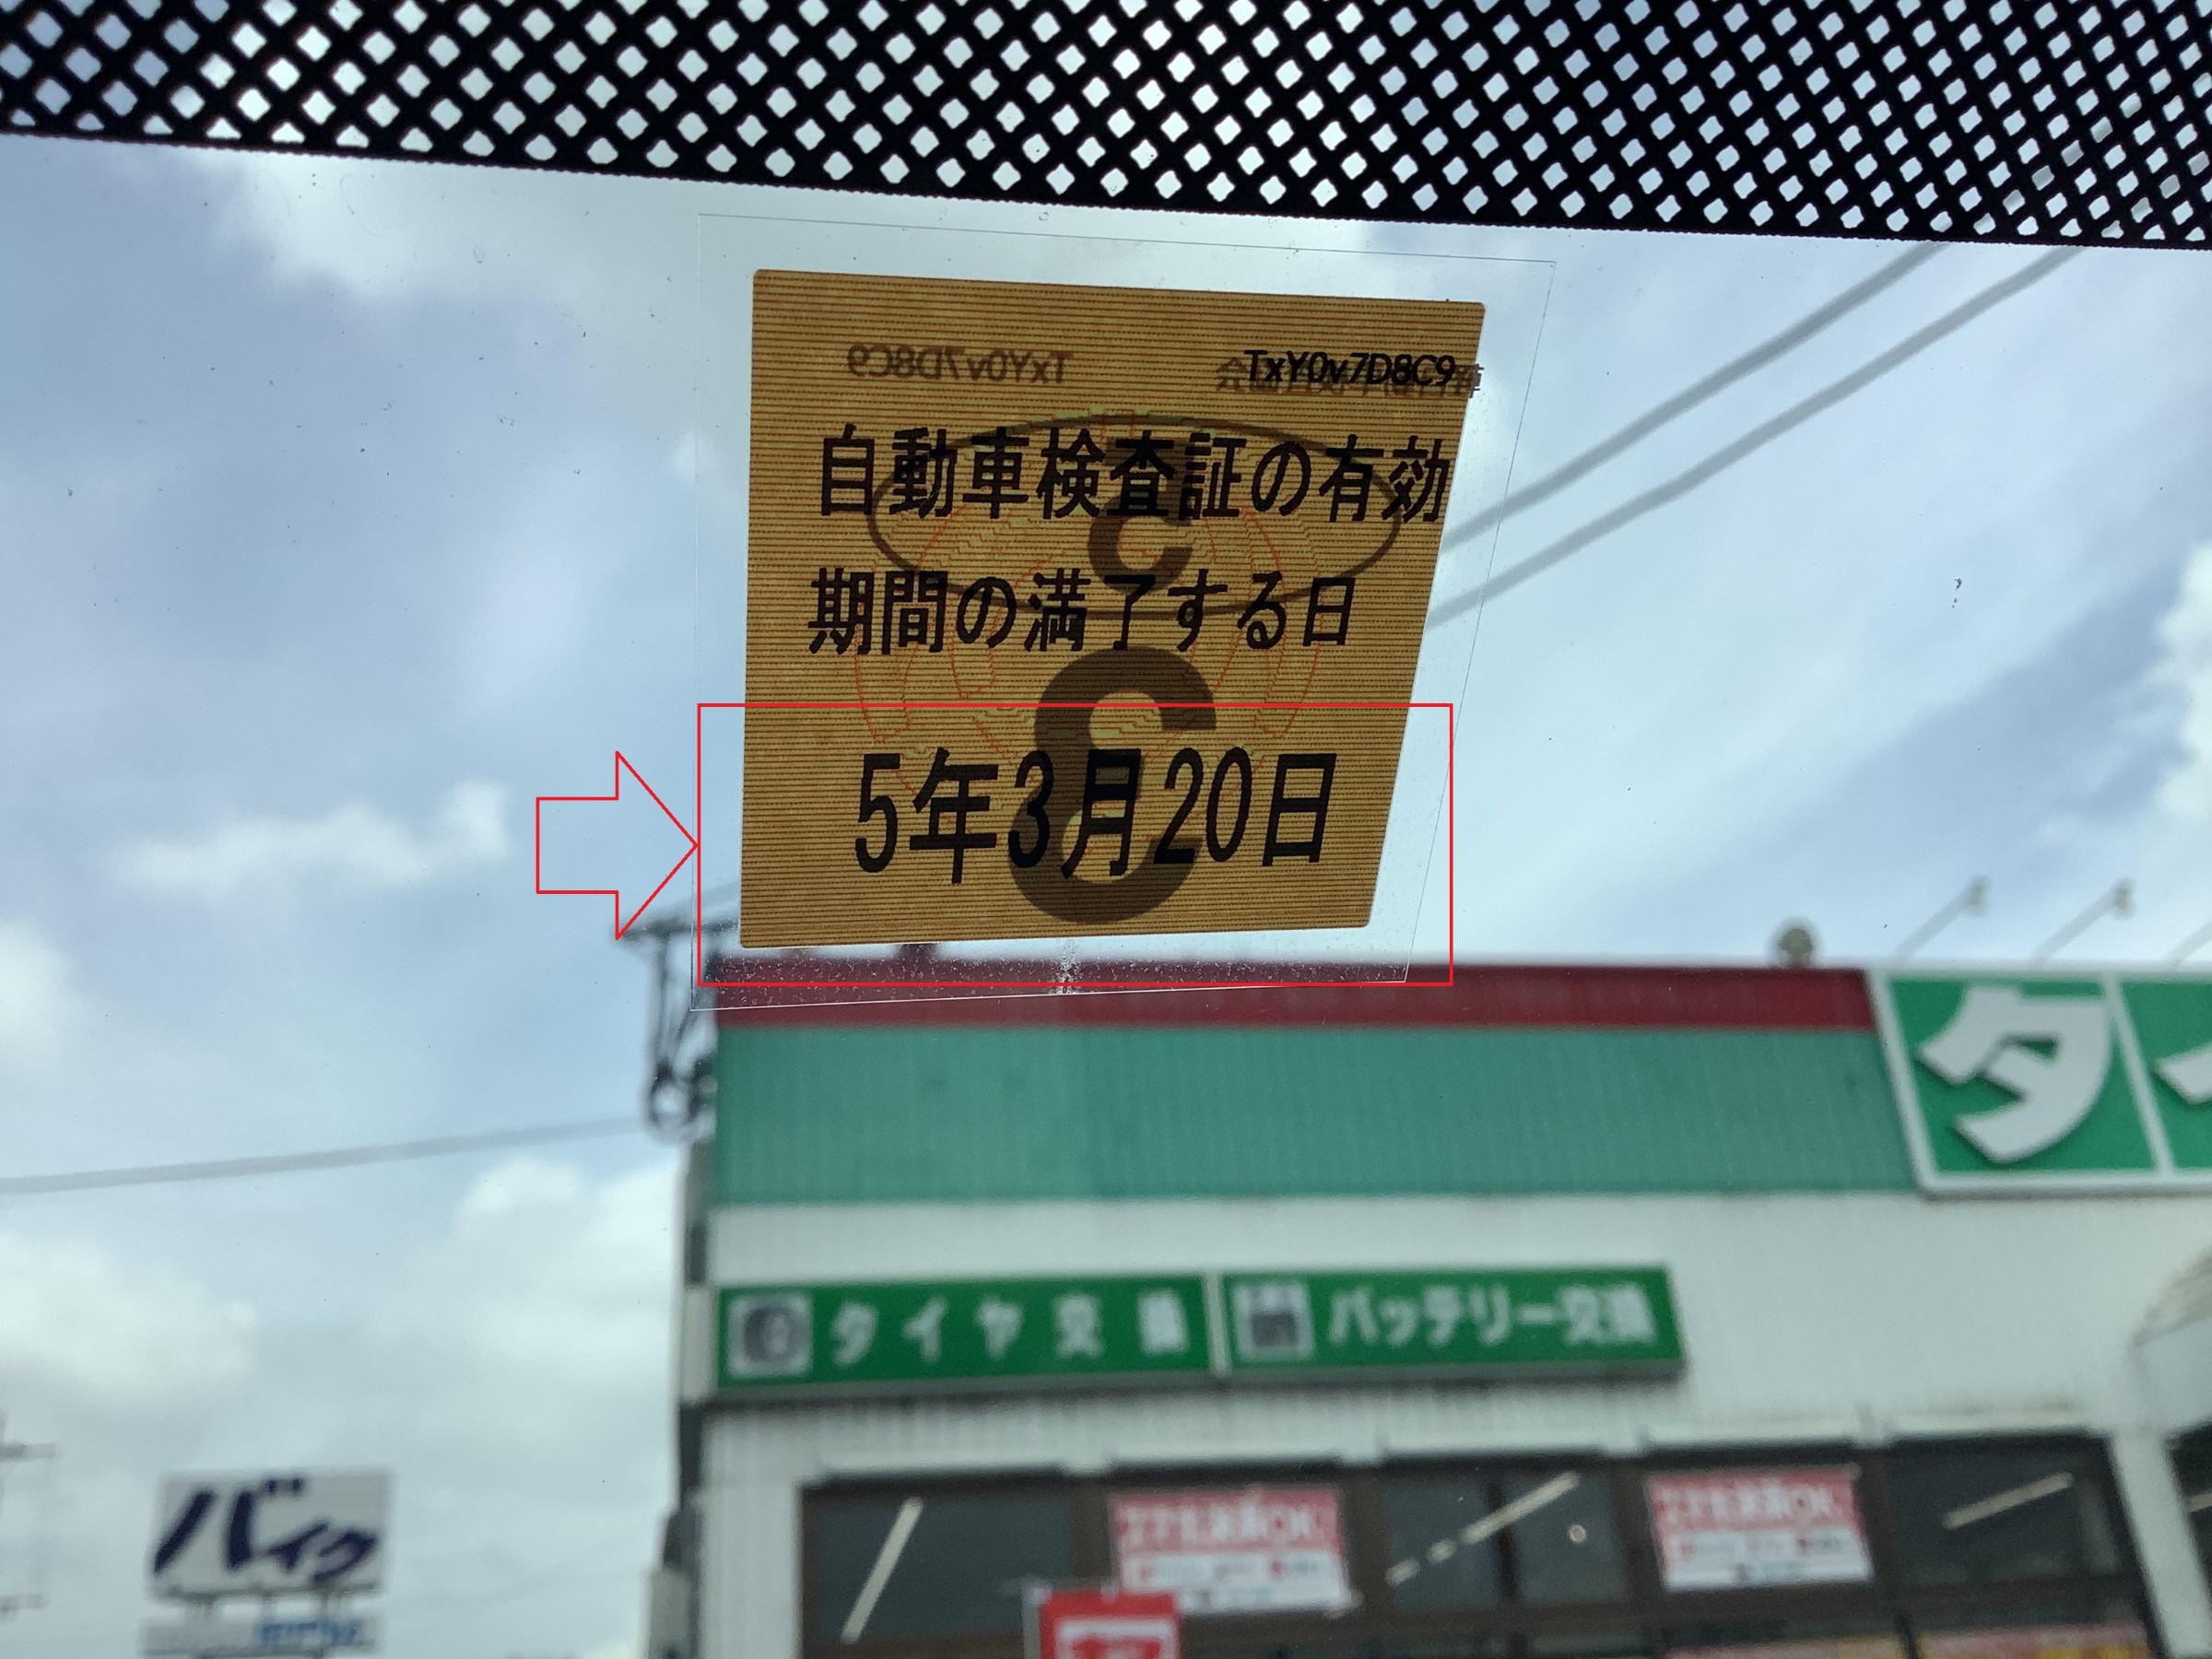 TxY0v7D8C9
自動車検査証の有効
期間の満了する日
5年3月20日
タ
タイヤ交換
バッテリー交換
バイク